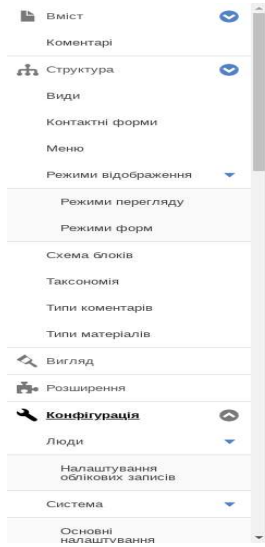 Вміст
Коментарі
Структура
Види
Контактні форми
Меню
Режими відображення
Режими перегляду
Режими форм
Схема блоків
Таксономія
Типи коментарів
Типи матеріалів
Вигляд
Розширення
Конфігурація
Люди
Налаштування
облікових записів
Система
Основні
налаштування